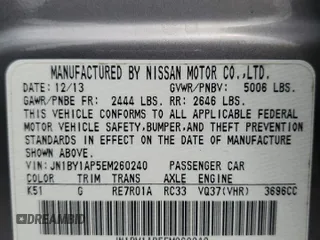 MANUFACTURED BY NISSAN MOTOR CO.,LTD.
DATE: 12/13 GVWR/PNBV: 5006 LBS.
GAWR/PNBE FR: 2444 LBS. RR: 2646 LBS.
THIS VEHICLE CONFORMS TO ALL APPLICABLE FEDERAL
MOTOR VEHICLE SAFETY,BUMPER,AND THEFT PREVENTION
STANDARDS IN EFFECT ON THE DATE OF MANUFACTURE
SHOWN ABOVE.
VIN: JN1BY1AP5EM260240 PASSENGER CAR
COLOR TRIM TRANS AXLE ENGINE
K51 G RE7R01A RC33 VQ37(VHR) 3696CC
JN1BY1AP5EM260240